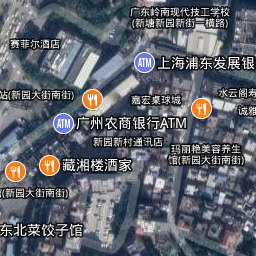 广东岭南现代技工学校
(新塘新园新街一横路)
赛菲尔酒店
上海浦东发展银
水云阁寿
站(新园大街南街)
嘉宏桌球城
诚雅
广州农商银行ATM
新园新村通讯店
玛丽艳美容养生
馆(新园大街南街)
藏湘楼酒家
馆(新园大街南街)
东北菜饺子馆